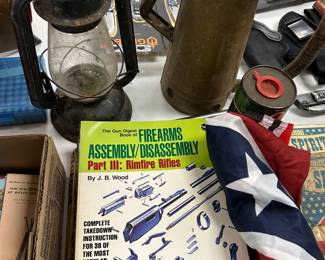 The Gun Digest
Book of
FIREARMS
ASSEMBLY/DISASSEMBLY
Part III: Rimfire Rifles
By J. B. Wood
COMPLETE
TAKEDOWN
INSTRUCTION
FOR 38 OF
THE MOST
SPIRIT